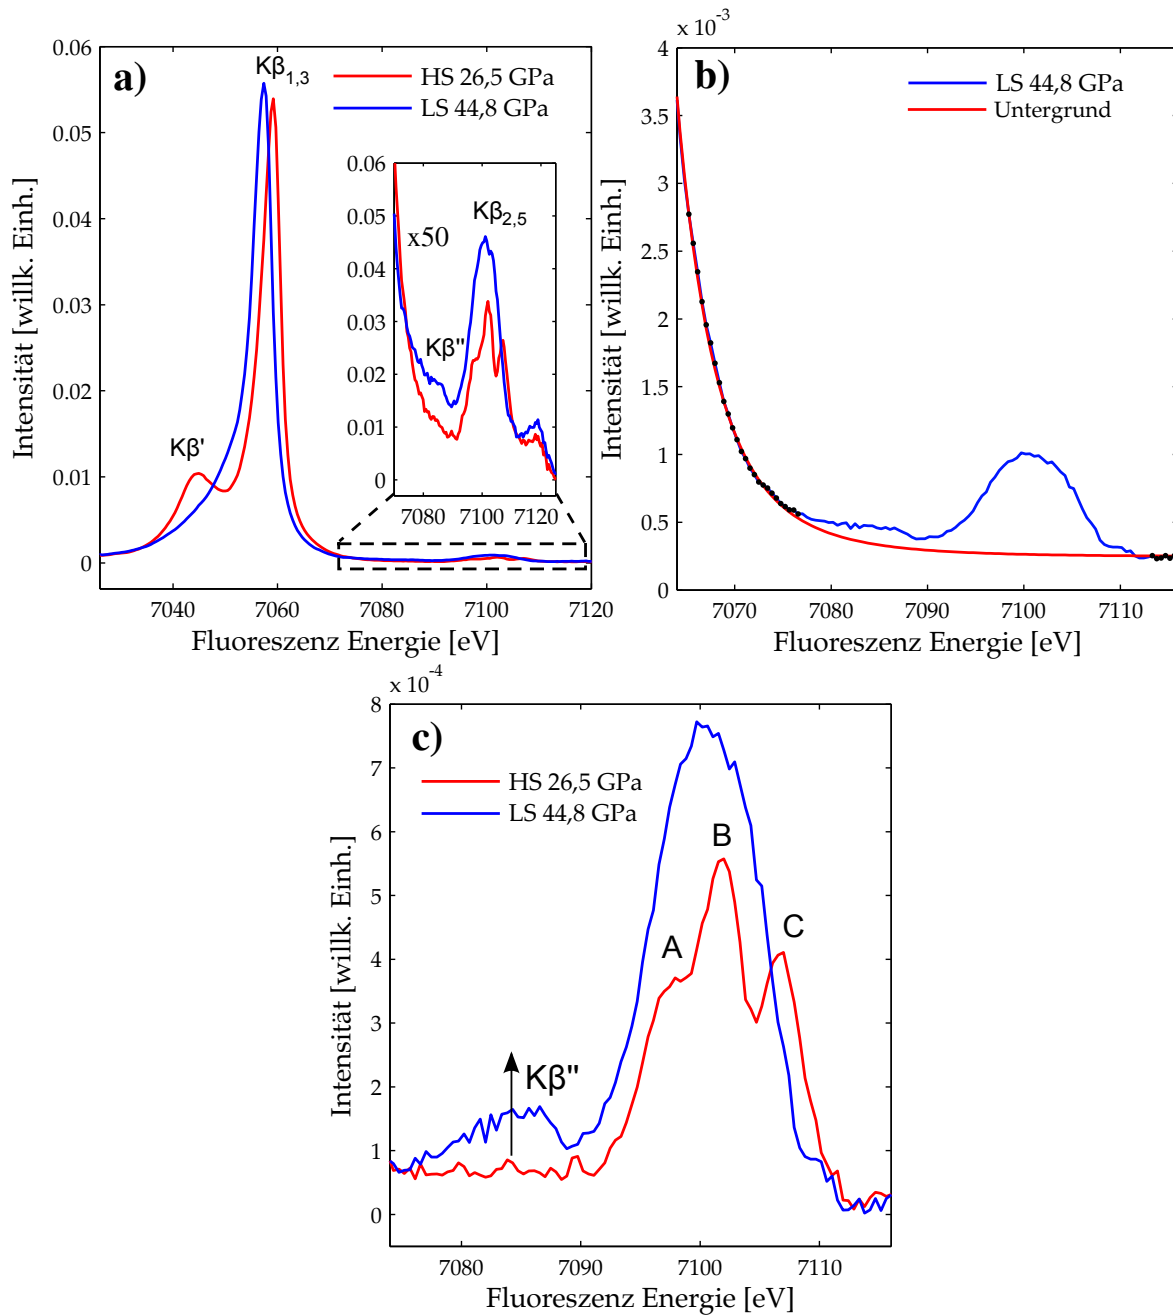 a)
Kβ1,3
HS 26,5 GPa
LS 44,8 GPa
Kβ'
x50
Kβ2,5
Kβ"
0.06
0.05
0.04
0.03
0.02
0.01
0
7080
7100
7120
0.06
0.05
0.04
0.03
0.02
0.01
0
7040
7060
7080
7100
7120
Intensität [willk. Einh.]
Fluoreszenz Energie [eV]
x 10-3
b)
LS 44,8 GPa
Untergrund
4
3.5
3
2.5
2
1.5
1
0.5
0
7070
7080
7090
7100
7110
Intensität [willk. Einh.]
Fluoreszenz Energie [eV]
x 10-4
c)
HS 26,5 GPa
LS 44,8 GPa
A
B
C
Kβ"
8
7
6
5
4
3
2
1
0
7080
7090
7100
7110
Intensität [willk. Einh.]
Fluoreszenz Energie [eV]